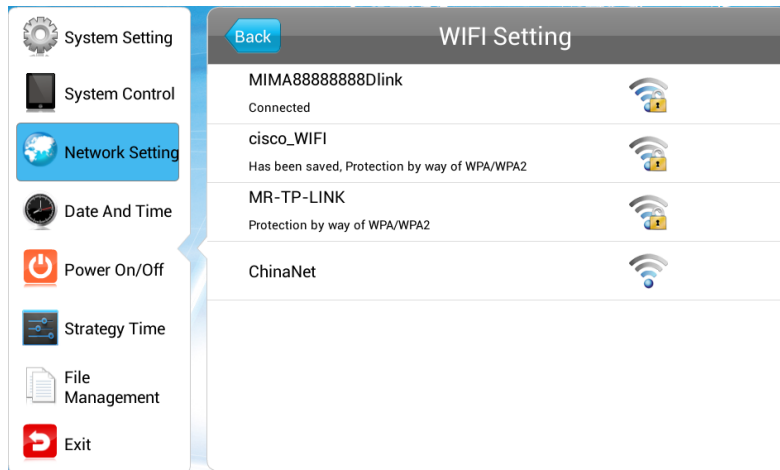 System Setting
System Control
Network Setting
Date And Time
Power On/Off
Strategy Time
File
Management
Exit
Back
WIFI Setting
MIMA88888888Dlink
Connected
cisco_WIFI
Has been saved, Protection by way of WPA/WPA2
MR-TP-LINK
Protection by way of WPA/WPA2
ChinaNet